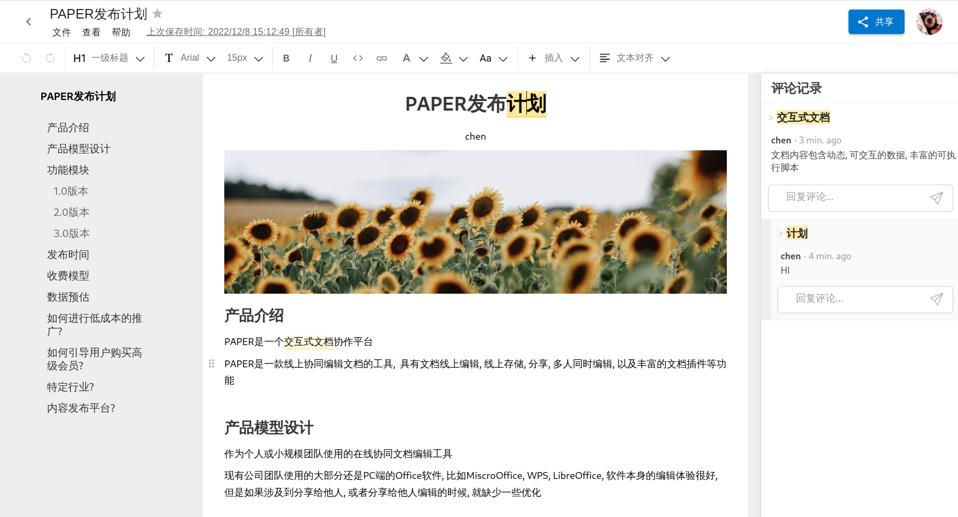 PAPER发布计划
文件 查看 帮助 上次保存时间: 2022/12/8 15:12:49 [所有者]
共享
H1 一级标题 T Arial 15px B I U A Aa + 插入 文本对齐
PAPER发布计划
产品介绍
产品模型设计
功能模块
1.0版本
2.0版本
3.0版本
发布时间
收费模型
数据预估
如何进行低成本的推
广?
如何引导用户购买高
级会员?
特定行业?
内容发布平台?
PAPER发布计划
chen
产品介绍
PAPER是一个交互式文档协作平台
PAPER是一款线上协同编辑文档的工具, 具有文档线上编辑, 线上存储, 分享, 多人同时编辑, 以及丰富的文档插件等功
能
产品模型设计
作为个人或小规模团队使用的在线协同文档编辑工具
现有公司团队使用的大部分还是PC端的Office软件, 比如MiscroOffice, WPS, LibreOffice, 软件本身的编辑体验很好,
但是如果涉及到分享给他人, 或者分享给他人编辑的时候, 就缺少一些优化
评论记录
> 交互式文档
chen - 3 min. ago
文档内容包含动态, 可交互的数据, 丰富的可执
行脚本
回复评论...
> 计划
chen - 4 min. ago
HI
回复评论...